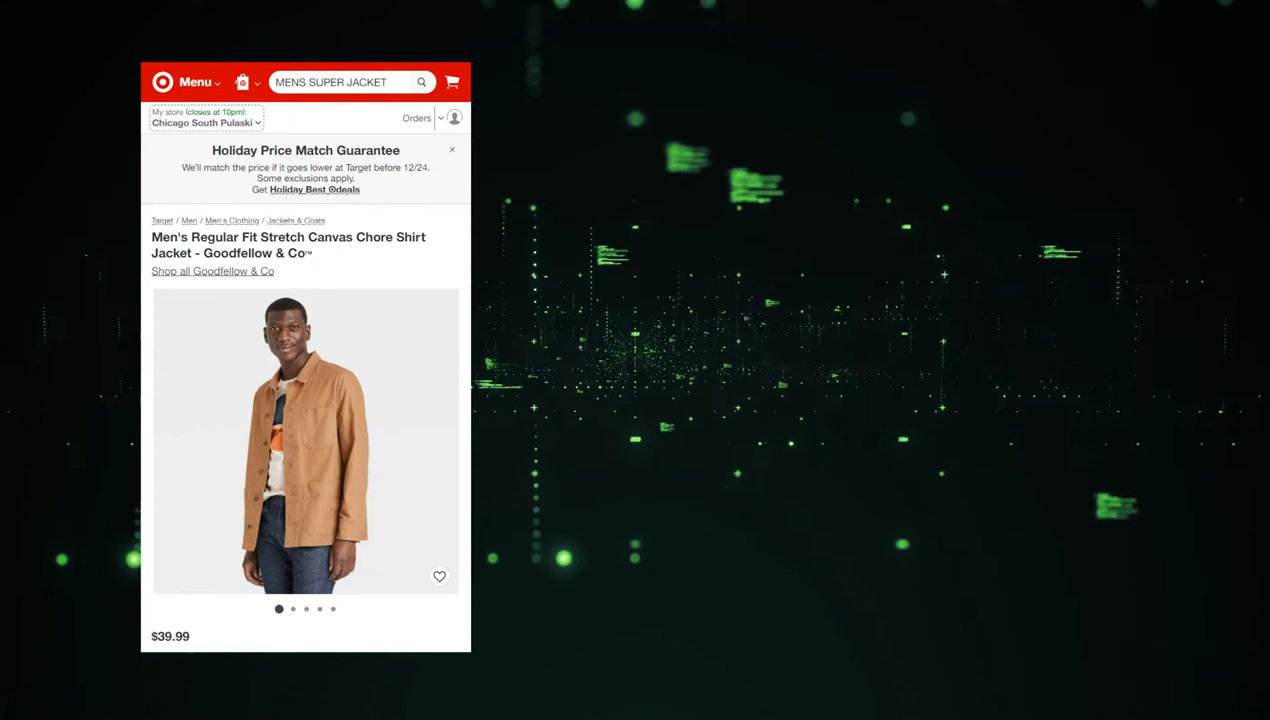 Menu
MENS SUPER JACKET
My store (closes at 10pm):
Chicago South Pulaski
Orders
Holiday Price Match Guarantee
We'll match the price if it goes lower at Target before 12/24.
Some exclusions apply.
Get Holiday Best deals
Target / Men / Men's Clothing / Jackets & Coats
Men's Regular Fit Stretch Canvas Chore Shirt
Jacket - Goodfellow & Co™
Shop all Goodfellow & Co
$39.99